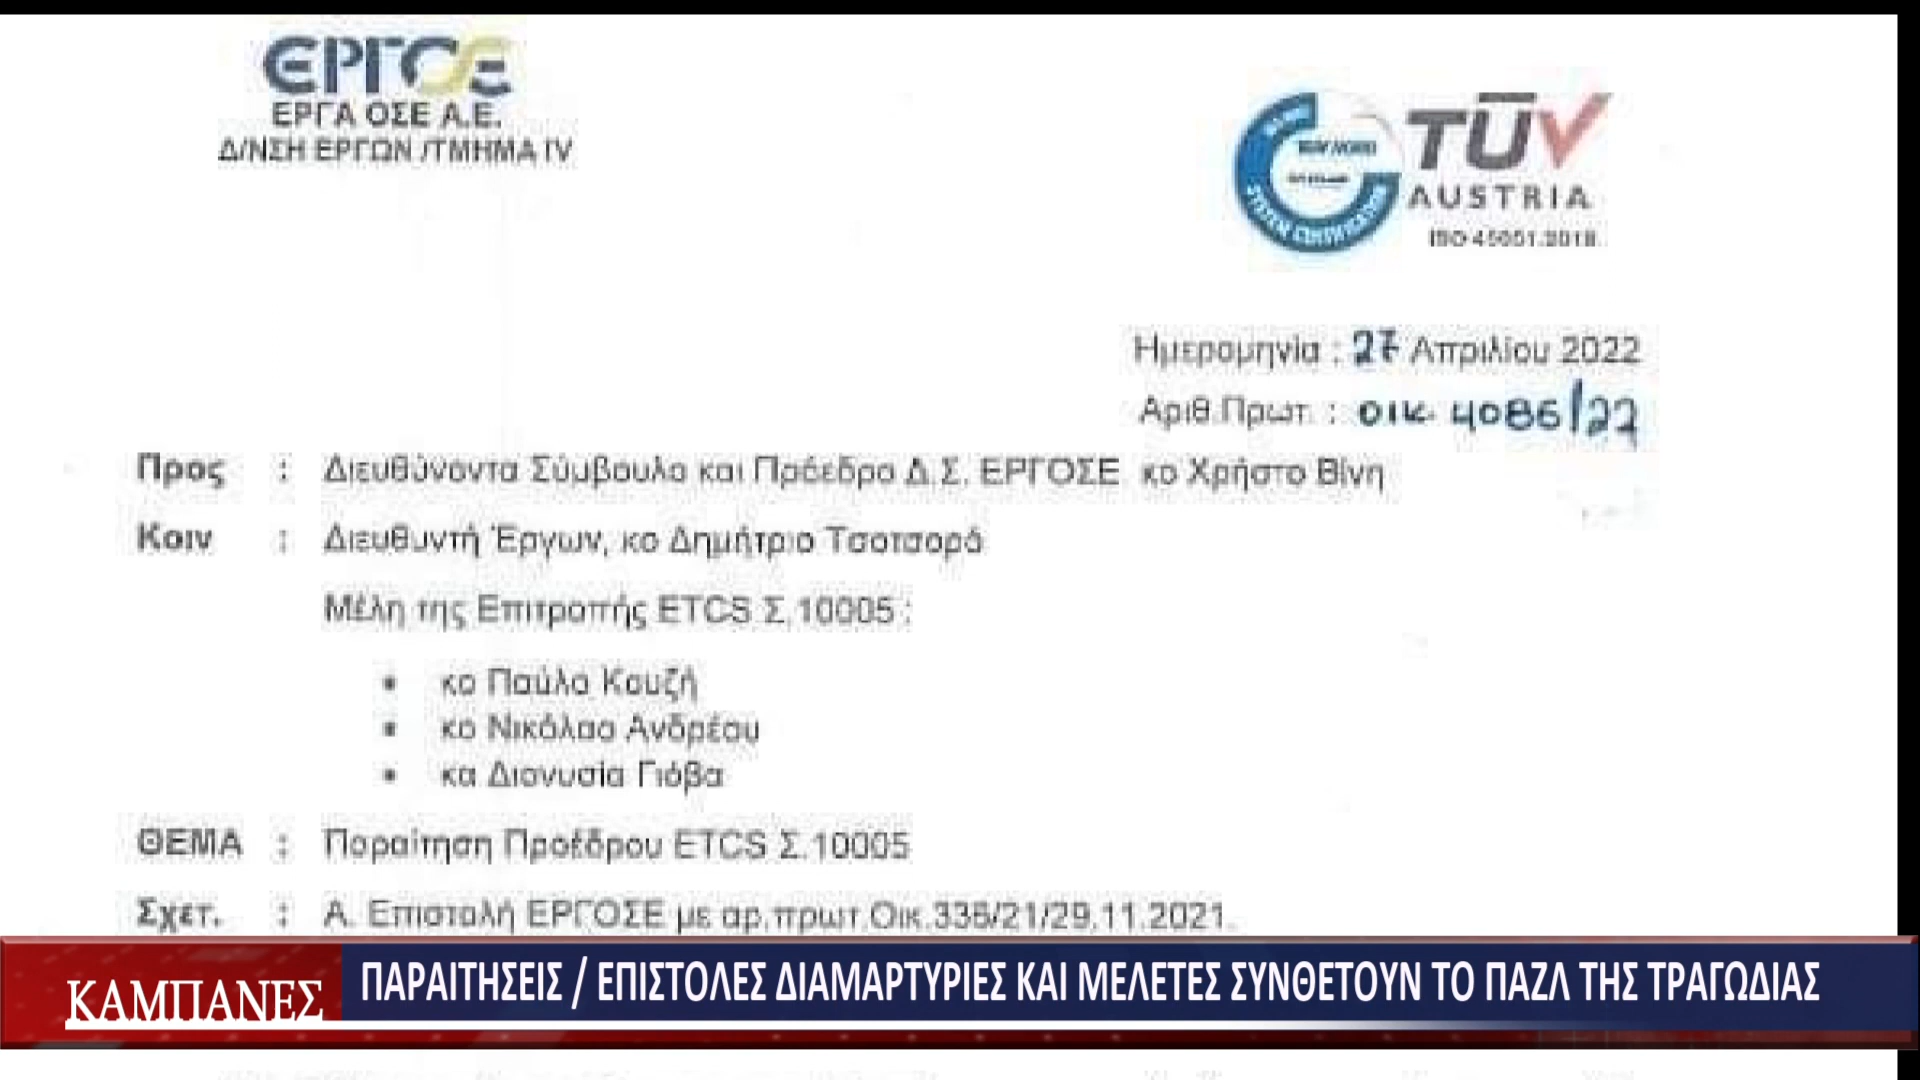 ΕΡΓΟΣΕ
ΕΡΓΑ ΟΣΕ Α.Ε.
Δ/ΝΣΗ ΕΡΓΩΝ /ΤΜΗΜΑ IV
TÜV
AUSTRIA
SYSTEM CERTIFICATION
ISO 45001:2018
Ημερομηνία : 27 Απριλίου 2022
Αριθ.Πρωτ. : οικ. 4086/22
Προς : Διευθύνοντα Σύμβουλο και Πρόεδρο Δ.Σ. ΕΡΓΟΣΕ κο Χρήστο Βίνη
Κοιν : Διευθυντή Έργων, κο Δημήτριο Τσοτσορό
Μέλη της Επιτροπής ETCS Σ.10005 :
• κο Παύλο Κουζή
• κο Νικόλαο Ανδρέου
• κα Διονυσία Γιόβα
ΘΕΜΑ : Παραίτηση Προέδρου ETCS Σ.10005
Σχετ. : Α. Επιστολή ΕΡΓΟΣΕ με αρ.πρωτ.Οικ.336/21/29.11.2021.
ΚΑΜΠΑΝΕΣ
ΠΑΡΑΙΤΗΣΕΙΣ / ΕΠΙΣΤΟΛΕΣ ΔΙΑΜΑΡΤΥΡΙΕΣ ΚΑΙ ΜΕΛΕΤΕΣ ΣΥΝΘΕΤΟΥΝ ΤΟ ΠΑΖΛ ΤΗΣ ΤΡΑΓΩΔΙΑΣ